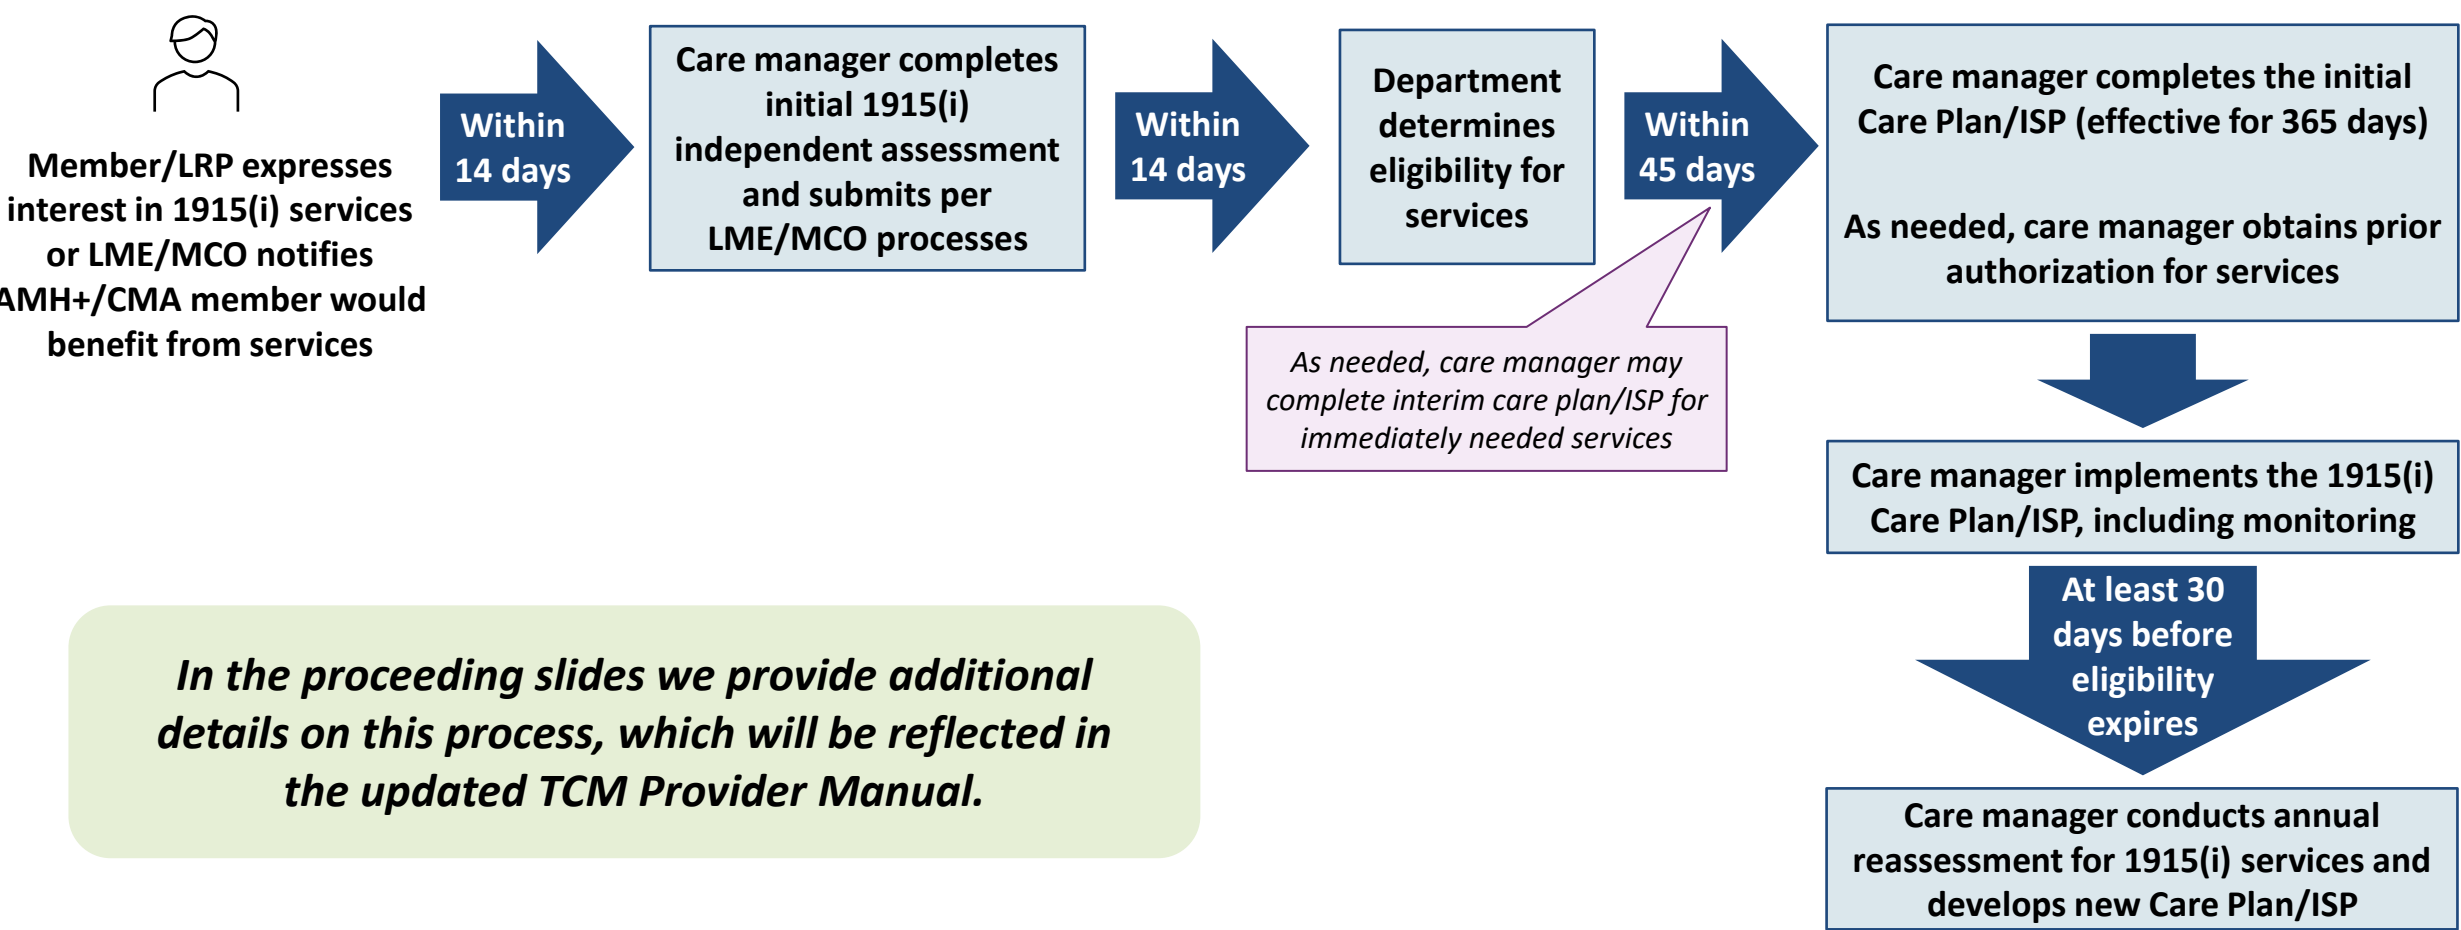 Member/LRP expresses
interest in 1915(i) services
or LME/MCO notifies
AMH+/CMA member would
benefit from services
Within
14 days
Care manager completes
initial 1915(i)
independent assessment
and submits per
LME/MCO processes
Within
14 days
Department
determines
eligibility for
services
Within
45 days
As needed, care manager may
complete interim care plan/ISP for
immediately needed services
Care manager completes the initial
Care Plan/ISP (effective for 365 days)
As needed, care manager obtains prior
authorization for services
Care manager implements the 1915(i)
Care Plan/ISP, including monitoring
At least 30
days before
eligibility
expires
Care manager conducts annual
reassessment for 1915(i) services and
develops new Care Plan/ISP
In the proceeding slides we provide additional
details on this process, which will be reflected in
the updated TCM Provider Manual.